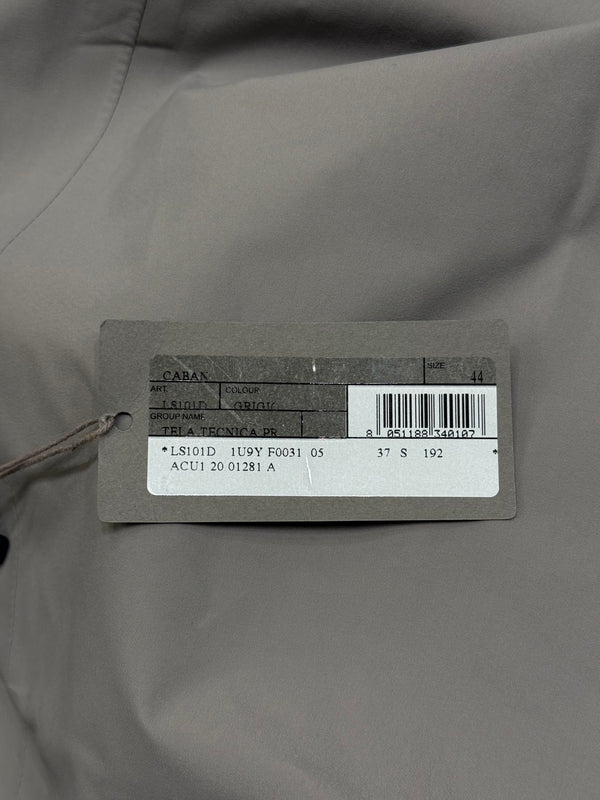 CABAN
SIZE
44
ART.
COLOUR
LS101D GRIGIO
GROUP NAME
TELA TECNICA PR
8 051188 340107
*LS101D 1U9Y F0031 05 37 S 192 *
ACU1 20 01281 A